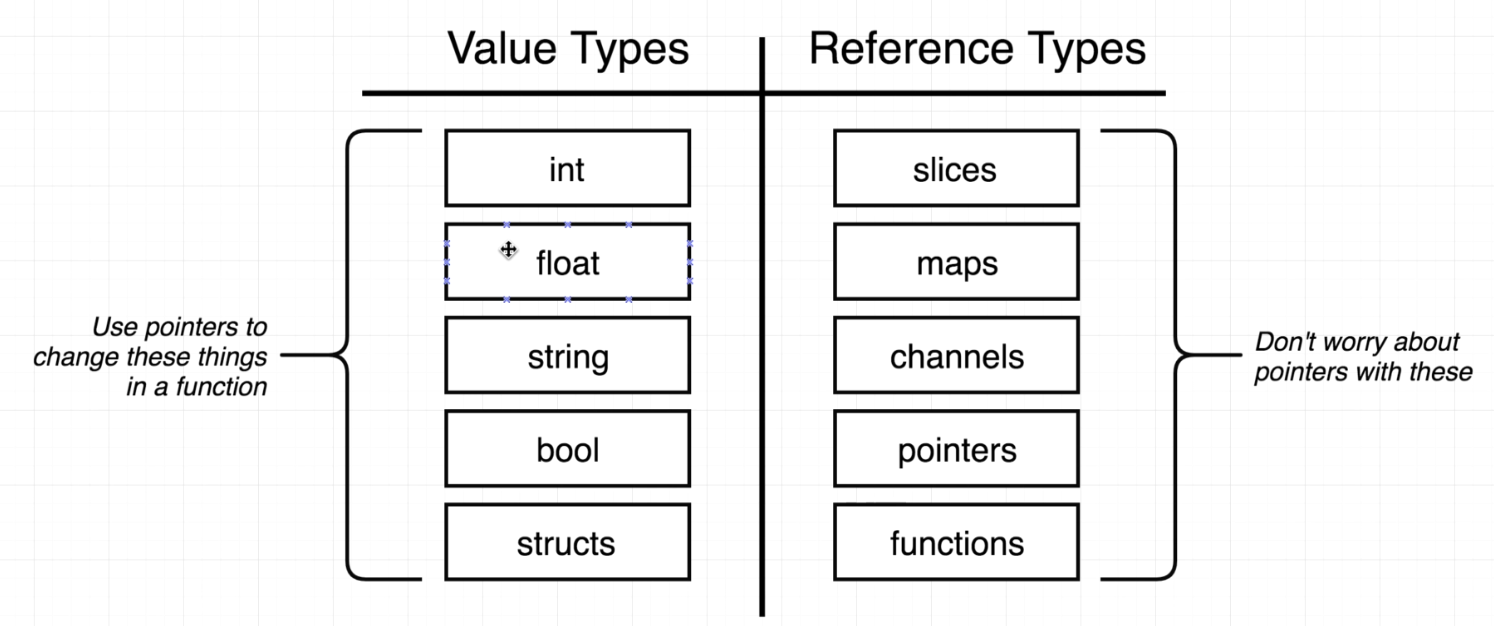 Value Types
Reference Types
int
slices
float
maps
Use pointers to
change these things
in a function
string
channels
Don't worry about
pointers with these
bool
pointers
structs
functions